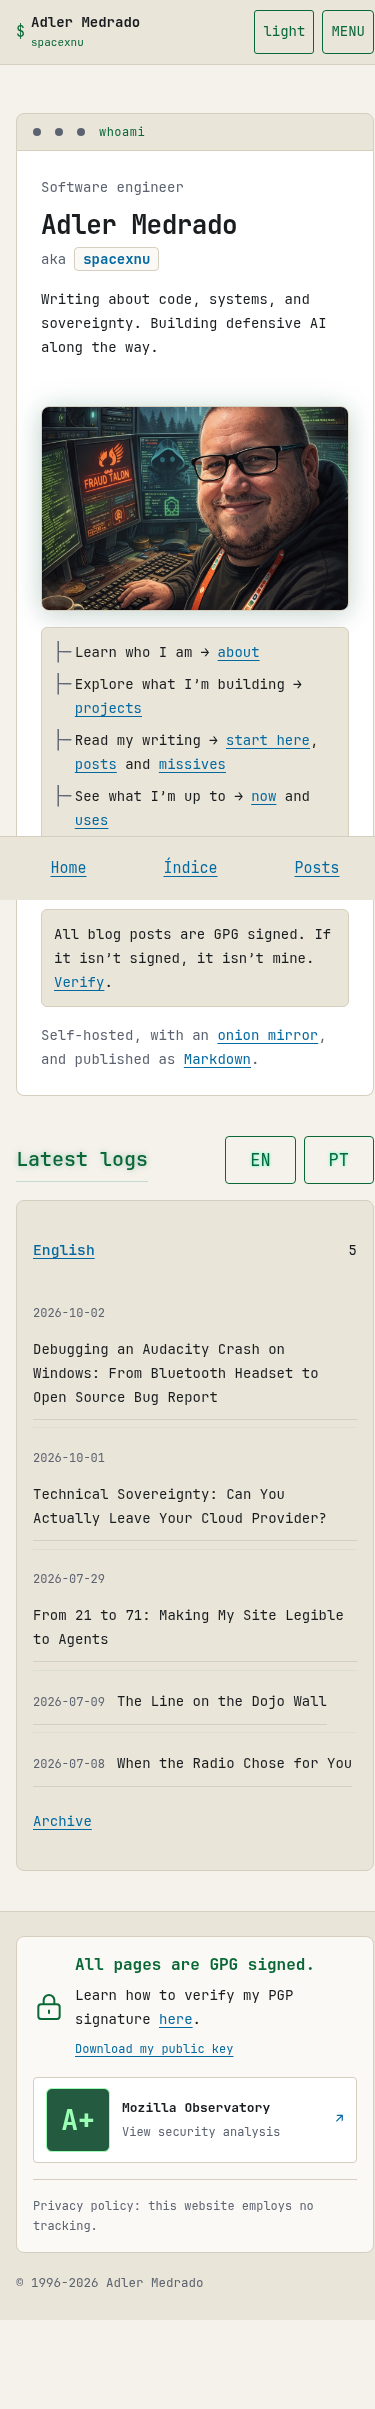 $ Adler Medrado
spacexnu
light
MENU
whoami
Software engineer
Adler Medrado
aka spacexnu
Writing about code, systems, and
sovereignty. Building defensive AI
along the way.
FRAUD TALON
├─ Learn who I am → about
├─ Explore what I’m building →
projects
├─ Read my writing → start here,
posts and missives
├─ See what I’m up to → now and
uses
Home
Índice
Posts
All blog posts are GPG signed. If
it isn’t signed, it isn’t mine.
Verify.
Self-hosted, with an onion mirror,
and published as Markdown.
Latest logs
EN
PT
English 5
2026-10-02
Debugging an Audacity Crash on
Windows: From Bluetooth Headset to
Open Source Bug Report
2026-10-01
Technical Sovereignty: Can You
Actually Leave Your Cloud Provider?
2026-07-29
From 21 to 71: Making My Site Legible
to Agents
2026-07-09 The Line on the Dojo Wall
2026-07-08 When the Radio Chose for You
Archive
All pages are GPG signed.
Learn how to verify my PGP
signature here.
Download my public key
A+
Mozilla Observatory
View security analysis
↗
Privacy policy: this website employs no
tracking.
© 1996-2026 Adler Medrado